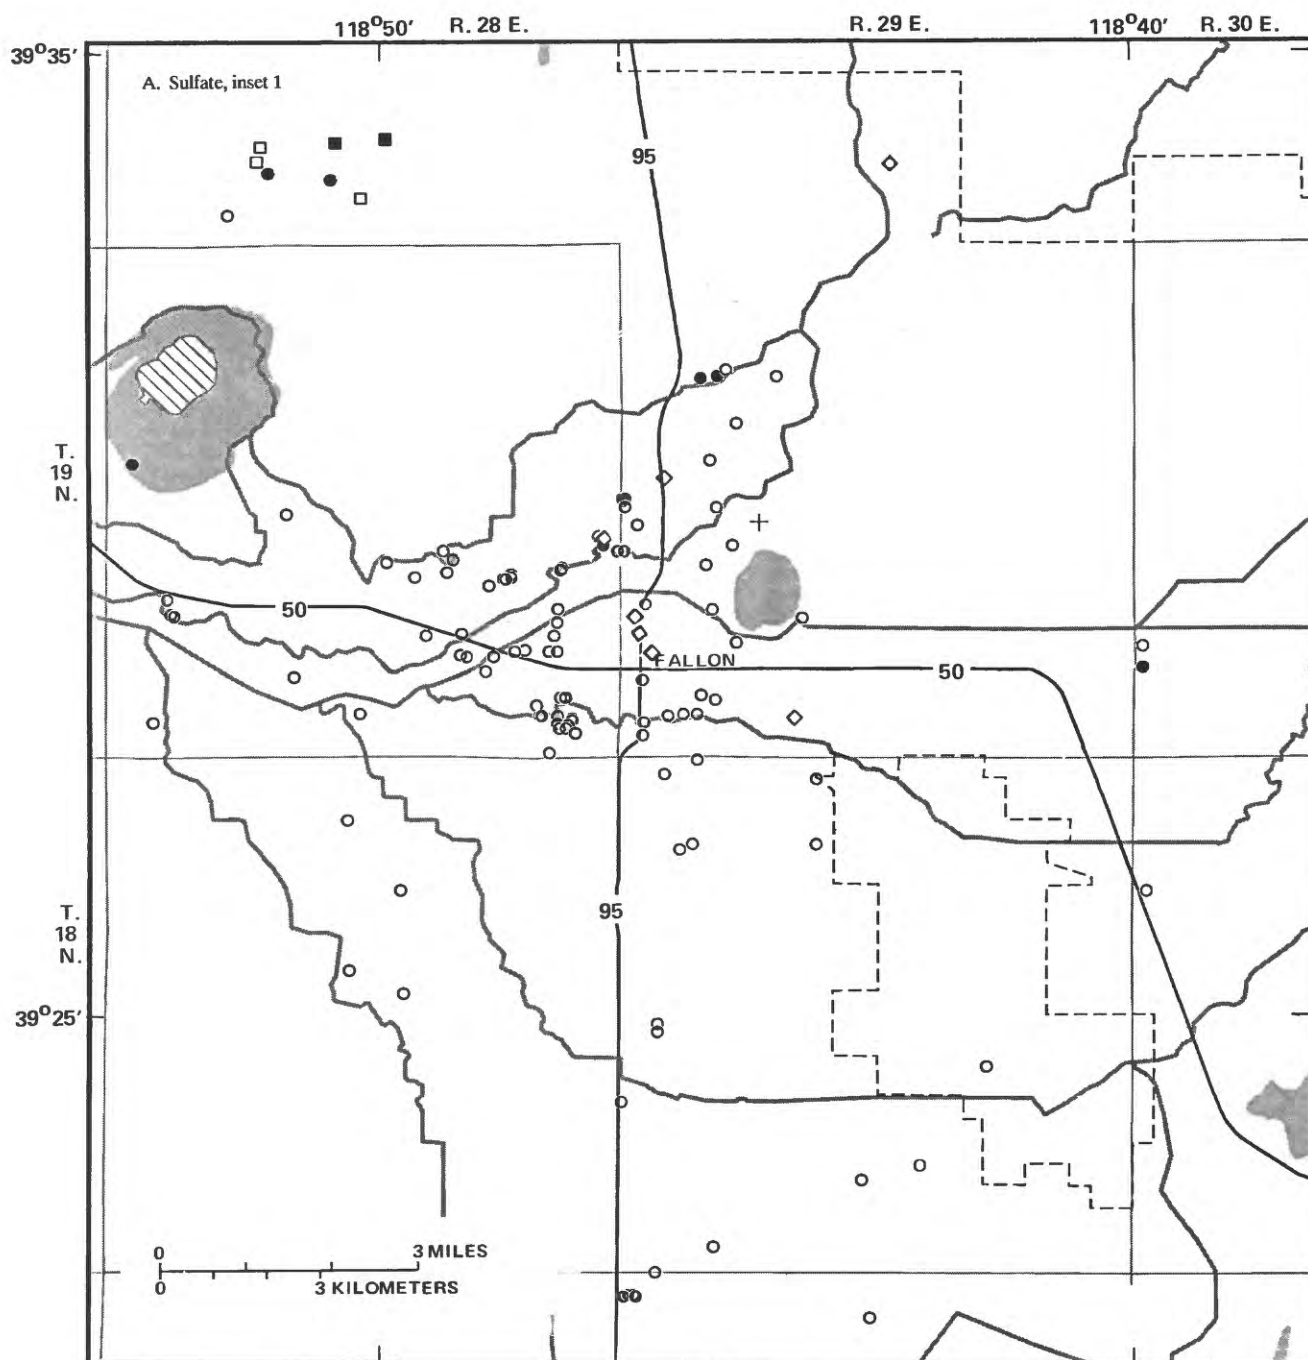 118°50' R. 28 E. R. 29 E. 118°40' R. 30 E.
39°35'
A. Sulfate, inset 1
95
T.
19
N.
50
FALLON
50
T.
18
N.
95
39°25'
0 3 MILES
0 3 KILOMETERS